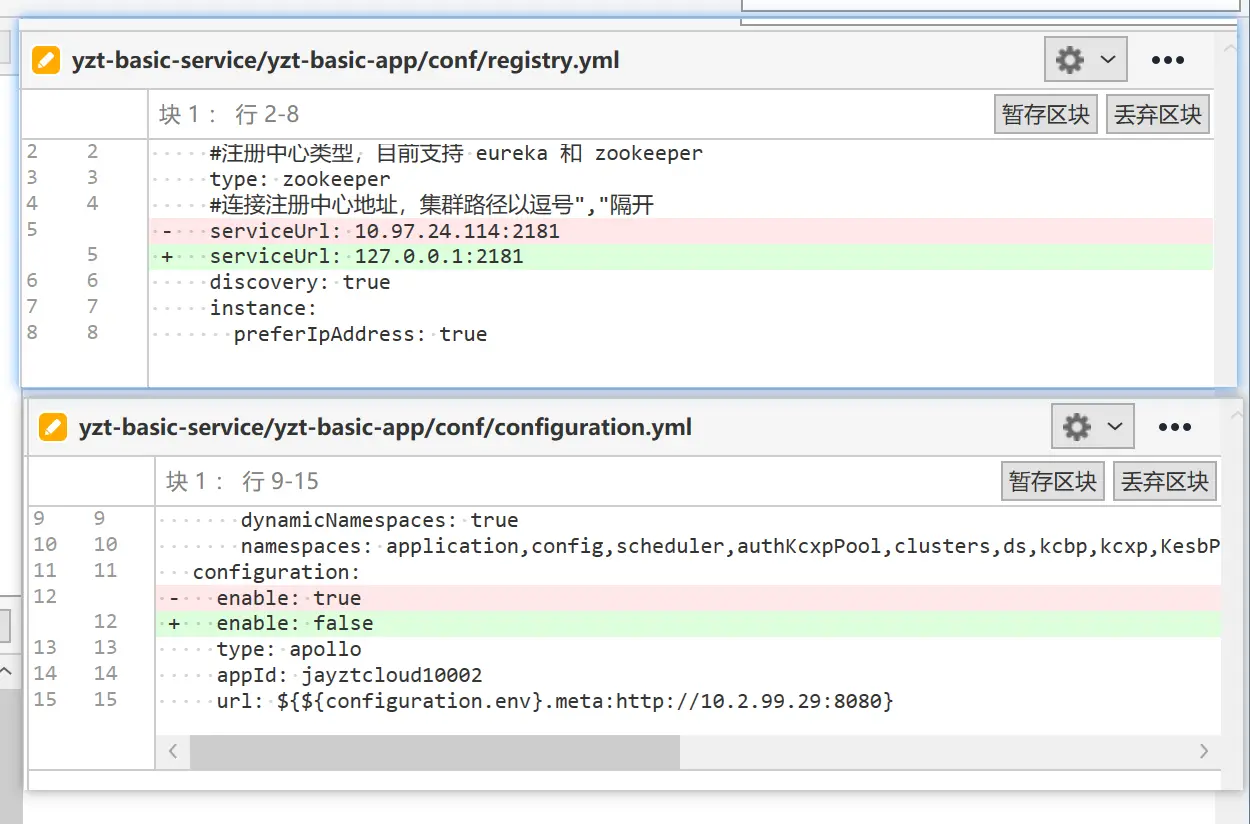 yzt-basic-service/yzt-basic-app/conf/registry.yml
块 1： 行 2-8
暂存区块 丢弃区块
2 2 #注册中心类型，目前支持 eureka 和 zookeeper
3 3 type: zookeeper
4 4 #连接注册中心地址，集群路径以逗号","隔开
5 - serviceUrl: 10.97.24.114:2181
5 + serviceUrl: 127.0.0.1:2181
6 6 discovery: true
7 7 instance:
8 8 preferIpAddress: true
yzt-basic-service/yzt-basic-app/conf/configuration.yml
块 1： 行 9-15
暂存区块 丢弃区块
9 9 dynamicNamespaces: true
10 10 namespaces: application,config,scheduler,authKcxpPool,clusters,ds,kcbp,kcxp,KesbP
11 11 configuration:
12 - enable: true
12 + enable: false
13 13 type: apollo
14 14 appId: jayztcloud10002
15 15 url: ${${configuration.env}.meta:http://10.2.99.29:8080}